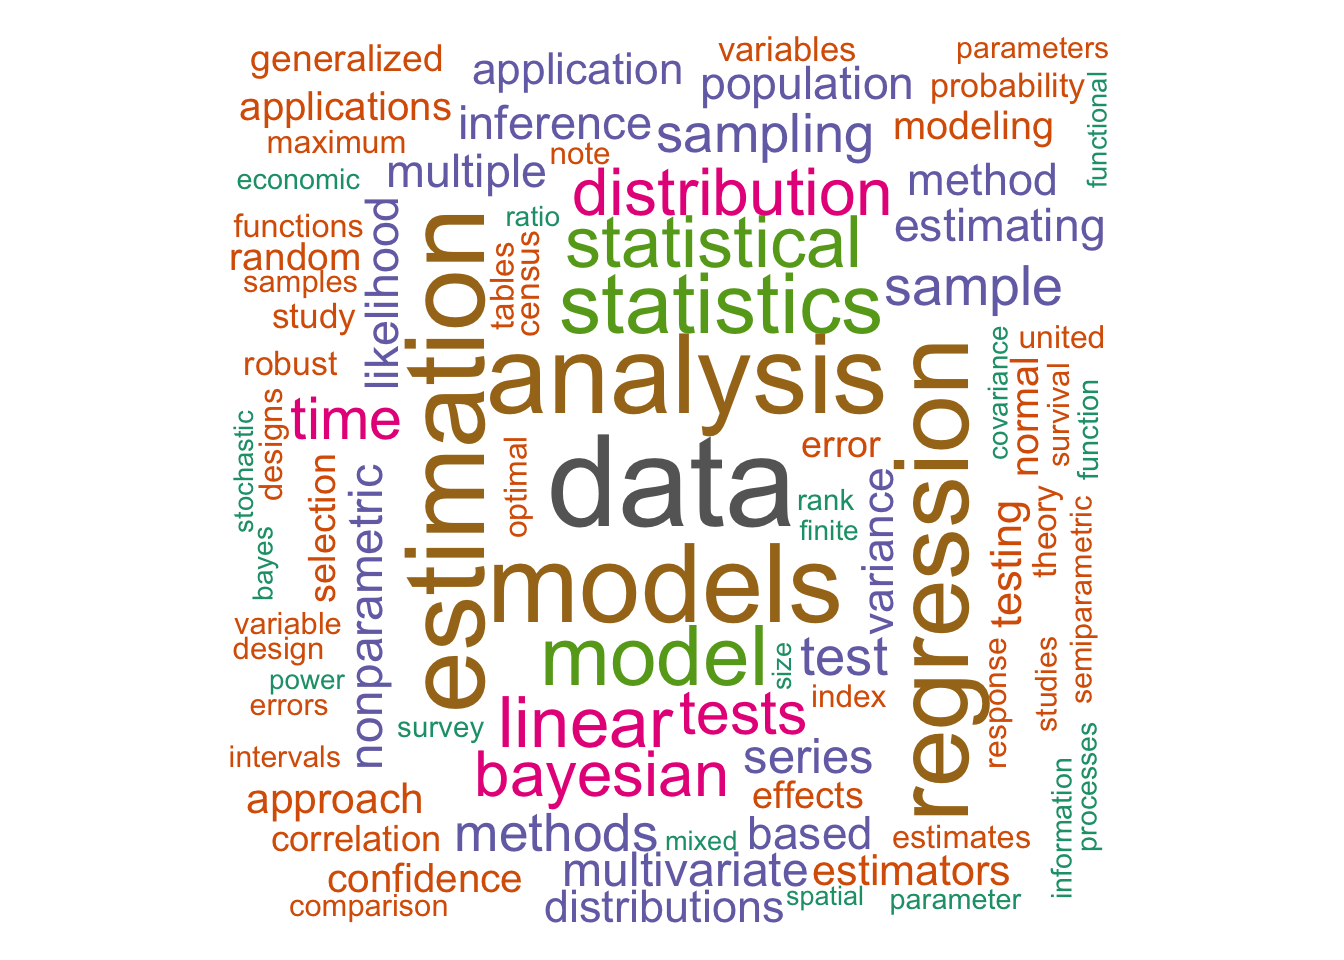 generalized
application
variables
parameters
population
probability
functional
applications
inference
sampling
modeling
maximum
note
multiple
economic
distribution
method
functions
likelihood
ratio
statistical
estimating
random
samples
tables
census
estimation
statistics
sample
study
robust
analysis
united
covariance
normal
survival
function
time
designs
stochastic
error
regression
optimal
data
selection
nonparametric
rank
finite
variance
testing
theory
semiparametric
bayes
models
variable
design
model
size
test
power
errors
index
response
studies
survey
linear
tests
intervals
bayesian
series
processes
information
approach
effects
correlation
methods
mixed
based
estimates
confidence
multivariate
estimators
comparison
distributions
spatial
parameter